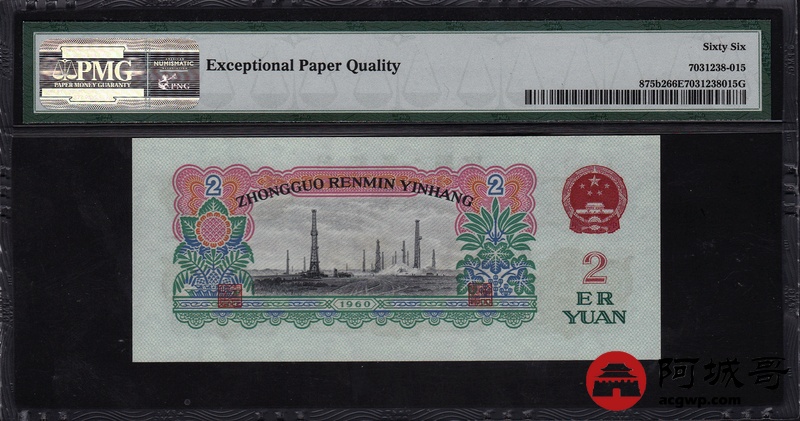 PMG
PAPER MONEY GUARANTY
NUMISMATIC
PNG
Exceptional Paper Quality
Sixty Six
7031238-015
875b266E7031238015G
2
2
ZHONGGUO RENMIN YINHANG
1960
2
ER
YUAN
阿城哥
acgwp.com